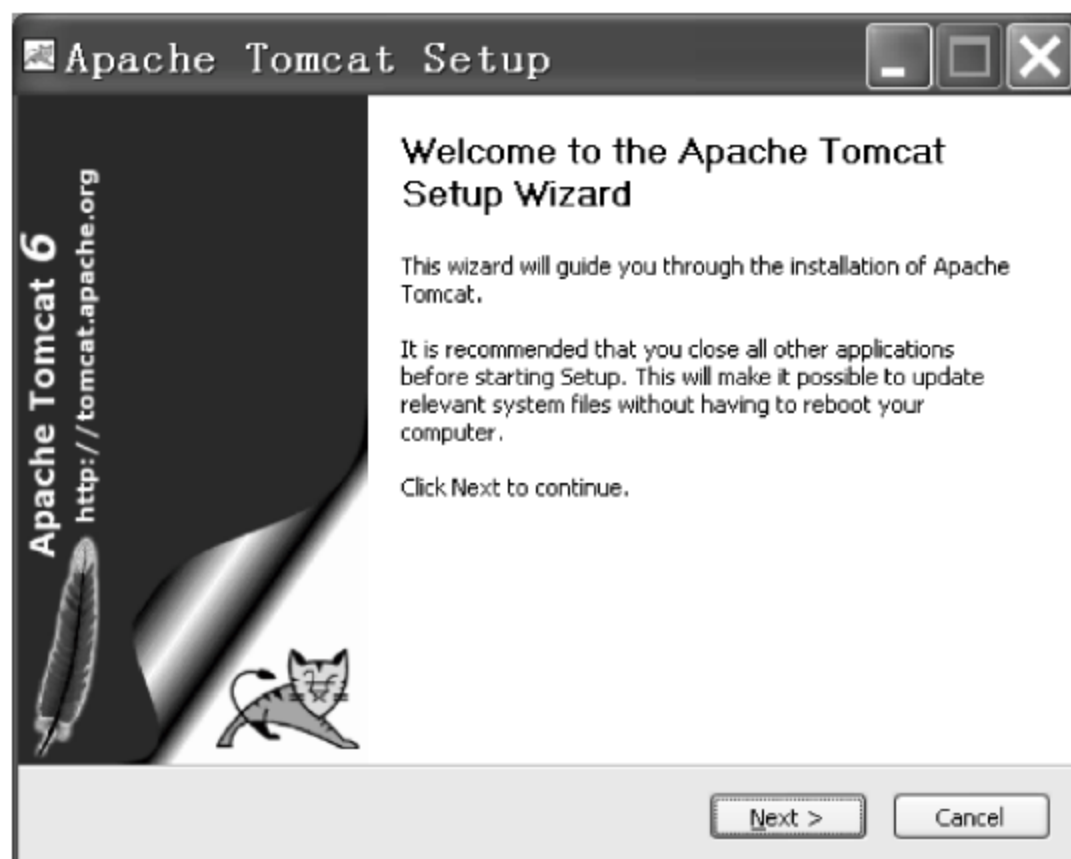 Apache Tomcat Setup
Apache Tomcat 6
http://tomcat.apache.org
Welcome to the Apache Tomcat
Setup Wizard
This wizard will guide you through the installation of Apache
Tomcat.
It is recommended that you close all other applications
before starting Setup. This will make it possible to update
relevant system files without having to reboot your
computer.
Click Next to continue.
Next >
Cancel